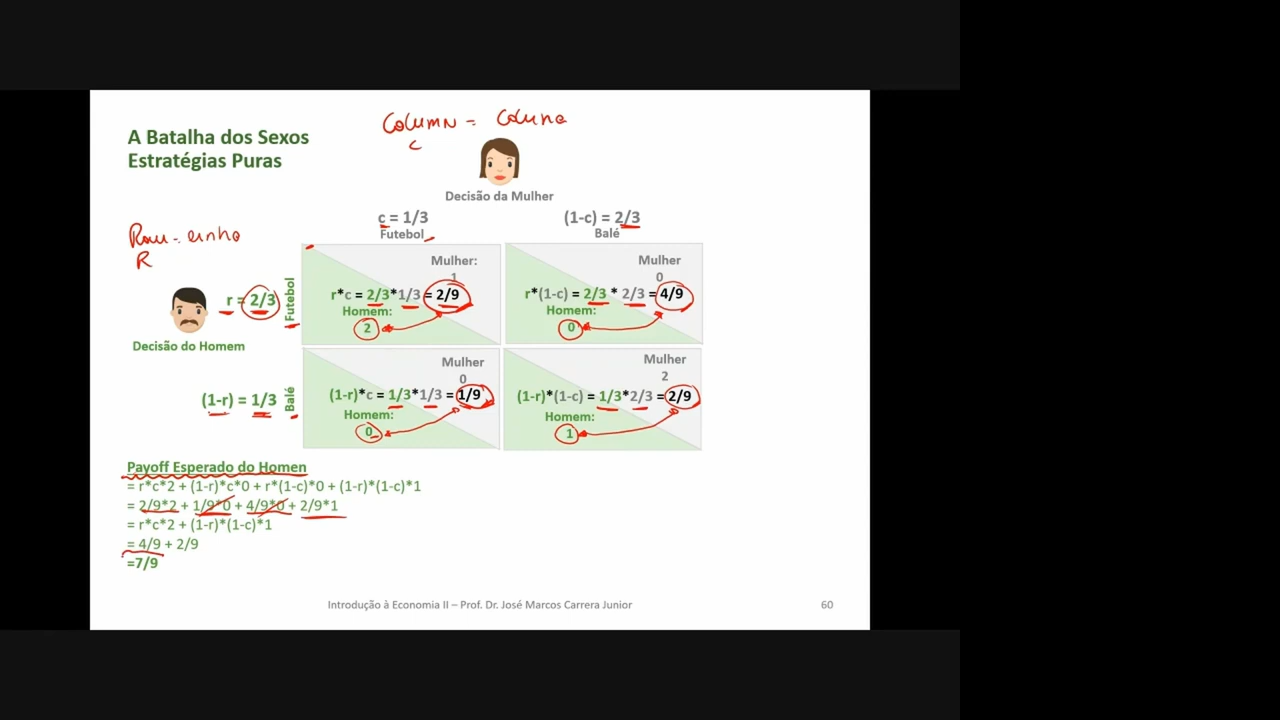 A Batalha dos Sexos
Estratégias Puras
COLUMN = COLUNA
C
Decisão da Mulher
c = 1/3
(1-c) = 2/3
Futebol
Balé
Row = Linha
R
r = 2/3
Decisão do Homem
Futebol
Mulher:
1
r*c = 2/3*1/3 = 2/9
Homem:
2
Mulher
0
r*(1-c) = 2/3 * 2/3 = 4/9
Homem:
0
(1-r) = 1/3
Balé
Mulher
0
(1-r)*c = 1/3*1/3 = 1/9
Homem:
0
Mulher
2
(1-r)*(1-c) = 1/3*2/3 = 2/9
Homem:
1
Payoff Esperado do Homen
= r*c*2 + (1-r)*c*0 + r*(1-c)*0 + (1-r)*(1-c)*1
= 2/9*2 + 1/9*0 + 4/9*0 + 2/9*1
= r*c*2 + (1-r)*(1-c)*1
= 4/9 + 2/9
=7/9
Introdução à Economia II – Prof. Dr. José Marcos Carrera Junior
60